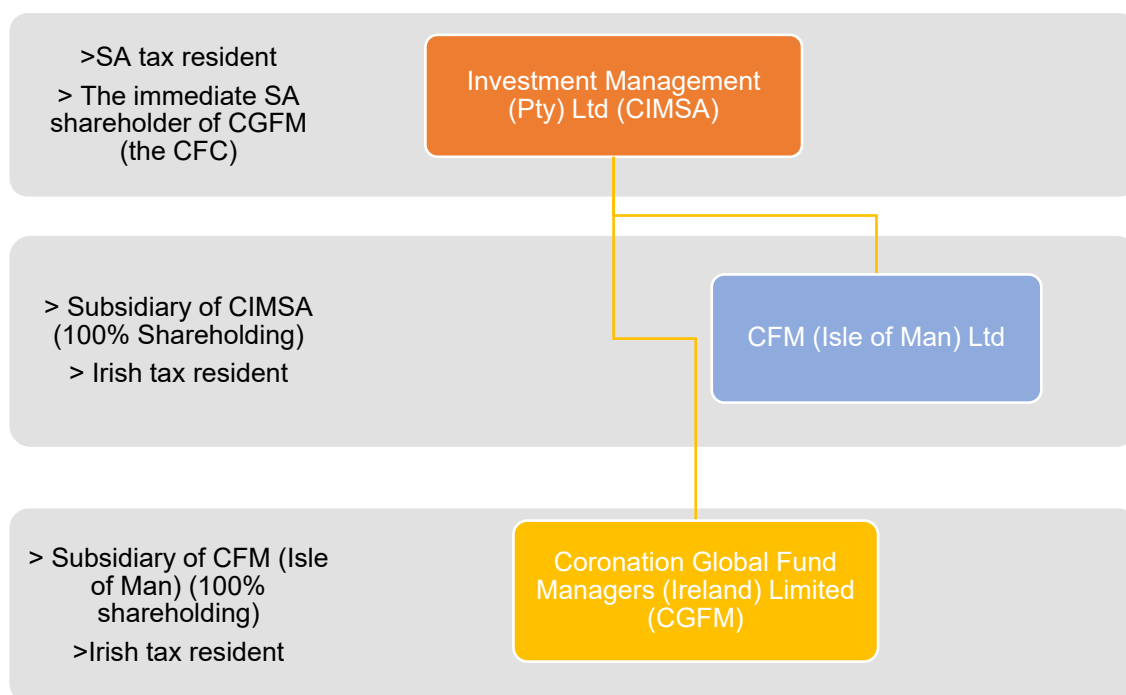 >SA tax resident
> The immediate SA
shareholder of CGFM
(the CFC)
Investment Management
(Pty) Ltd (CIMSA)
> Subsidiary of CIMSA
(100% Shareholding)
> Irish tax resident
CFM (Isle of Man) Ltd
> Subsidiary of CFM (Isle
of Man) (100%
shareholding)
>Irish tax resident
Coronation Global Fund
Managers (Ireland) Limited
(CGFM)